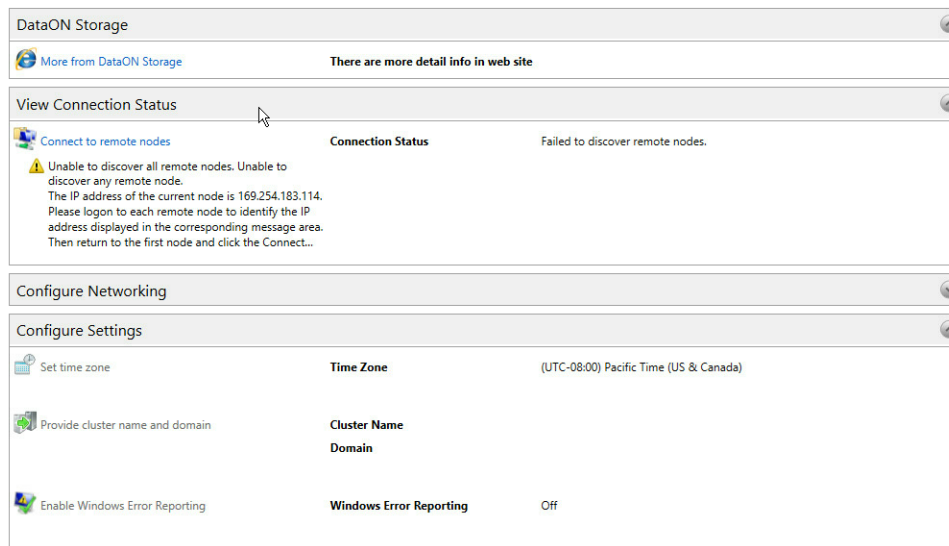 DataON Storage
More from DataON Storage
There are more detail info in web site
View Connection Status
Connect to remote nodes
Connection Status
Failed to discover remote nodes.
Unable to discover all remote nodes. Unable to
discover any remote node.
The IP address of the current node is 169.254.183.114.
Please logon to each remote node to identify the IP
address displayed in the corresponding message area.
Then return to the first node and click the Connect...
Configure Networking
Configure Settings
Set time zone
Time Zone
(UTC-08:00) Pacific Time (US & Canada)
Provide cluster name and domain
Cluster Name
Domain
Enable Windows Error Reporting
Windows Error Reporting
Off